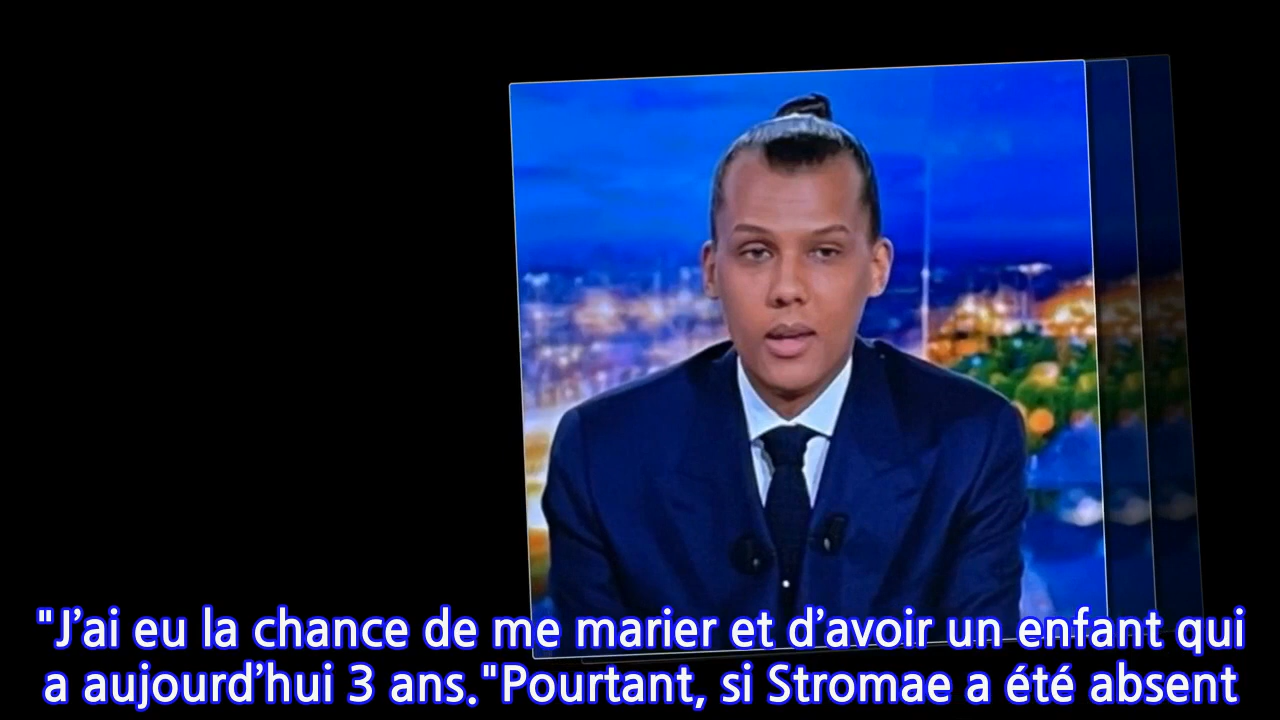 "J’ai eu la chance de me marier et d’avoir un enfant qui
a aujourd’hui 3 ans."Pourtant, si Stromae a été absent